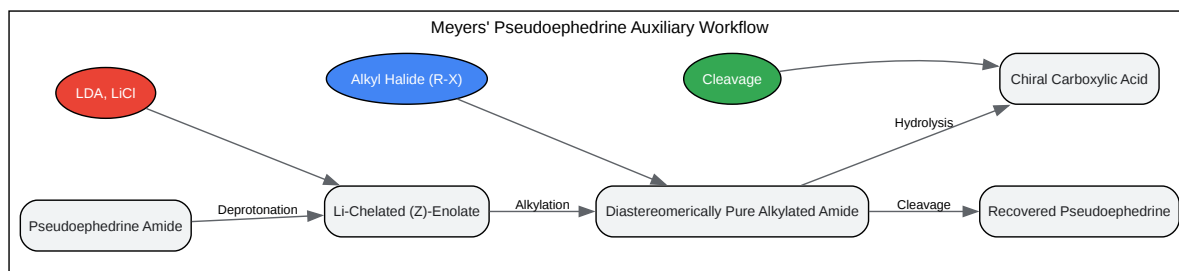 Meyers' Pseudoephedrine Auxiliary Workflow
LDA, LiCl
Alkyl Halide (R-X)
Cleavage
Chiral Carboxylic Acid
Hydrolysis
Pseudoephedrine Amide
Deprotonation
Li-Chelated (Z)-Enolate
Alkylation
Diastereomerically Pure Alkylated Amide
Cleavage
Recovered Pseudoephedrine